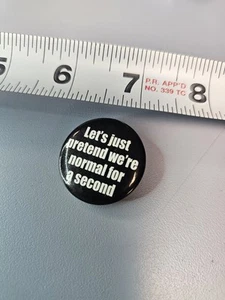 5 6 7 8
P.R. APP'D
NO. 339 TC
Let's just
pretend we're
normal for
a second